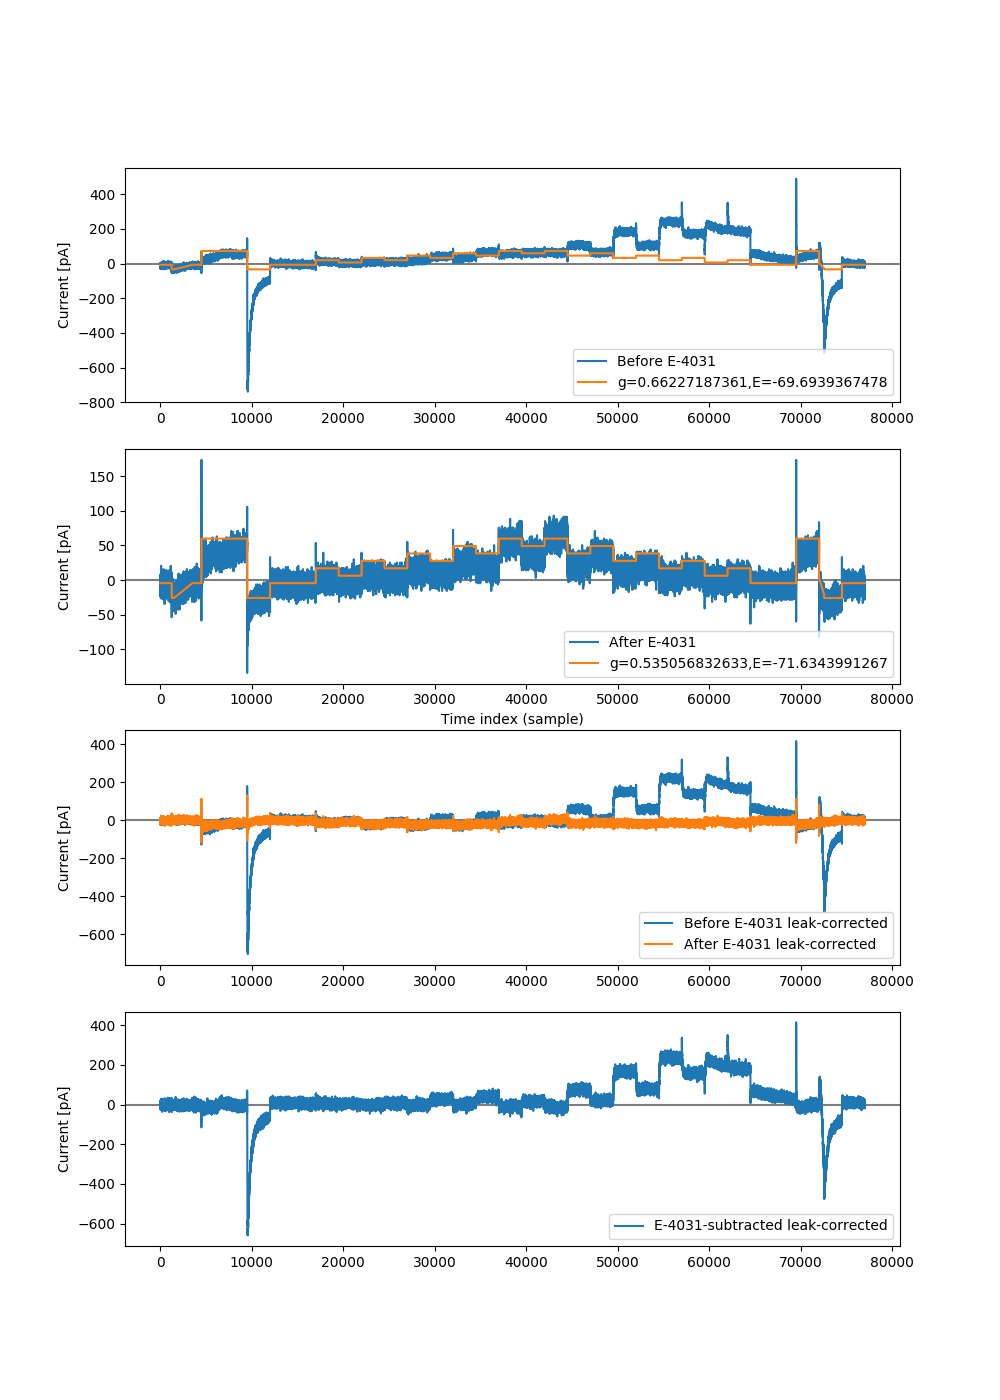 400
200
0
−200
−400
−600
−800
Current [pA]
Before E-4031
g=0.66227187361,E=-69.6939367478
0 10000 20000 30000 40000 50000 60000 70000 80000
150
100
50
0
−50
−100
Current [pA]
After E-4031
g=0.535056832633,E=-71.6343991267
0 10000 20000 30000 40000 50000 60000 70000 80000
Time index (sample)
400
200
0
−200
−400
−600
Current [pA]
Before E-4031 leak-corrected
After E-4031 leak-corrected
0 10000 20000 30000 40000 50000 60000 70000 80000
400
200
0
−200
−400
−600
Current [pA]
E-4031-subtracted leak-corrected
0 10000 20000 30000 40000 50000 60000 70000 80000